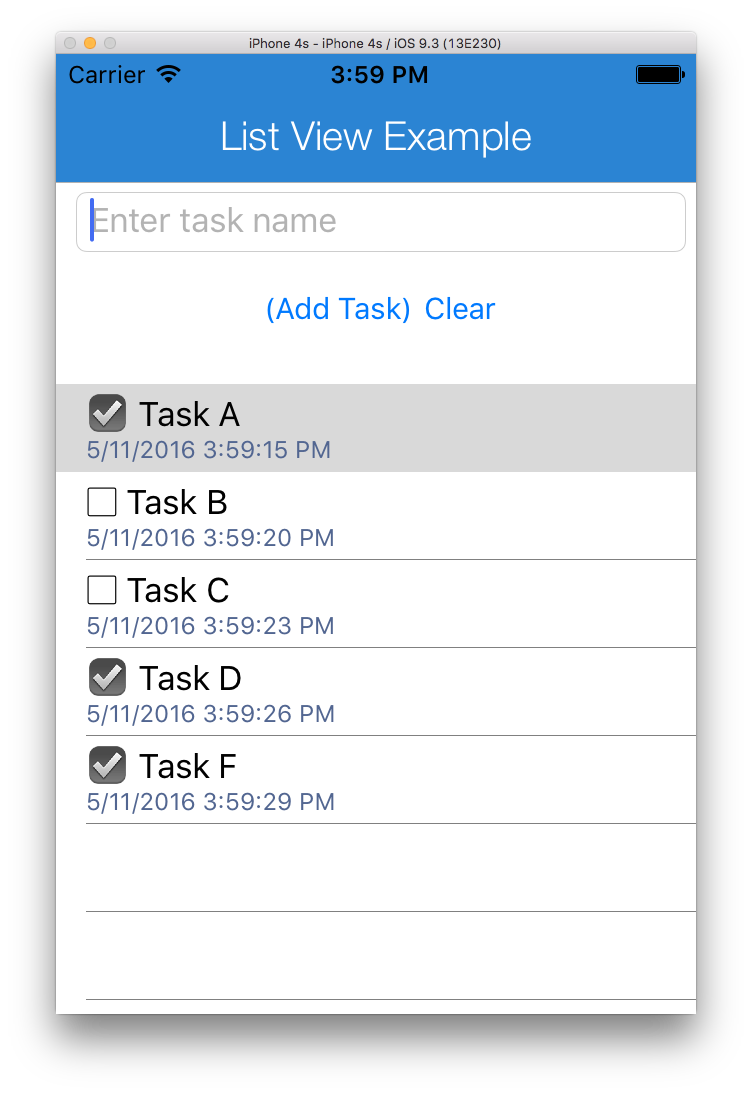 iPhone 4s - iPhone 4s / iOS 9.3 (13E230)
Carrier 3:59 PM
List View Example
Enter task name
(Add Task) Clear
Task A
5/11/2016 3:59:15 PM
Task B
5/11/2016 3:59:20 PM
Task C
5/11/2016 3:59:23 PM
Task D
5/11/2016 3:59:26 PM
Task F
5/11/2016 3:59:29 PM